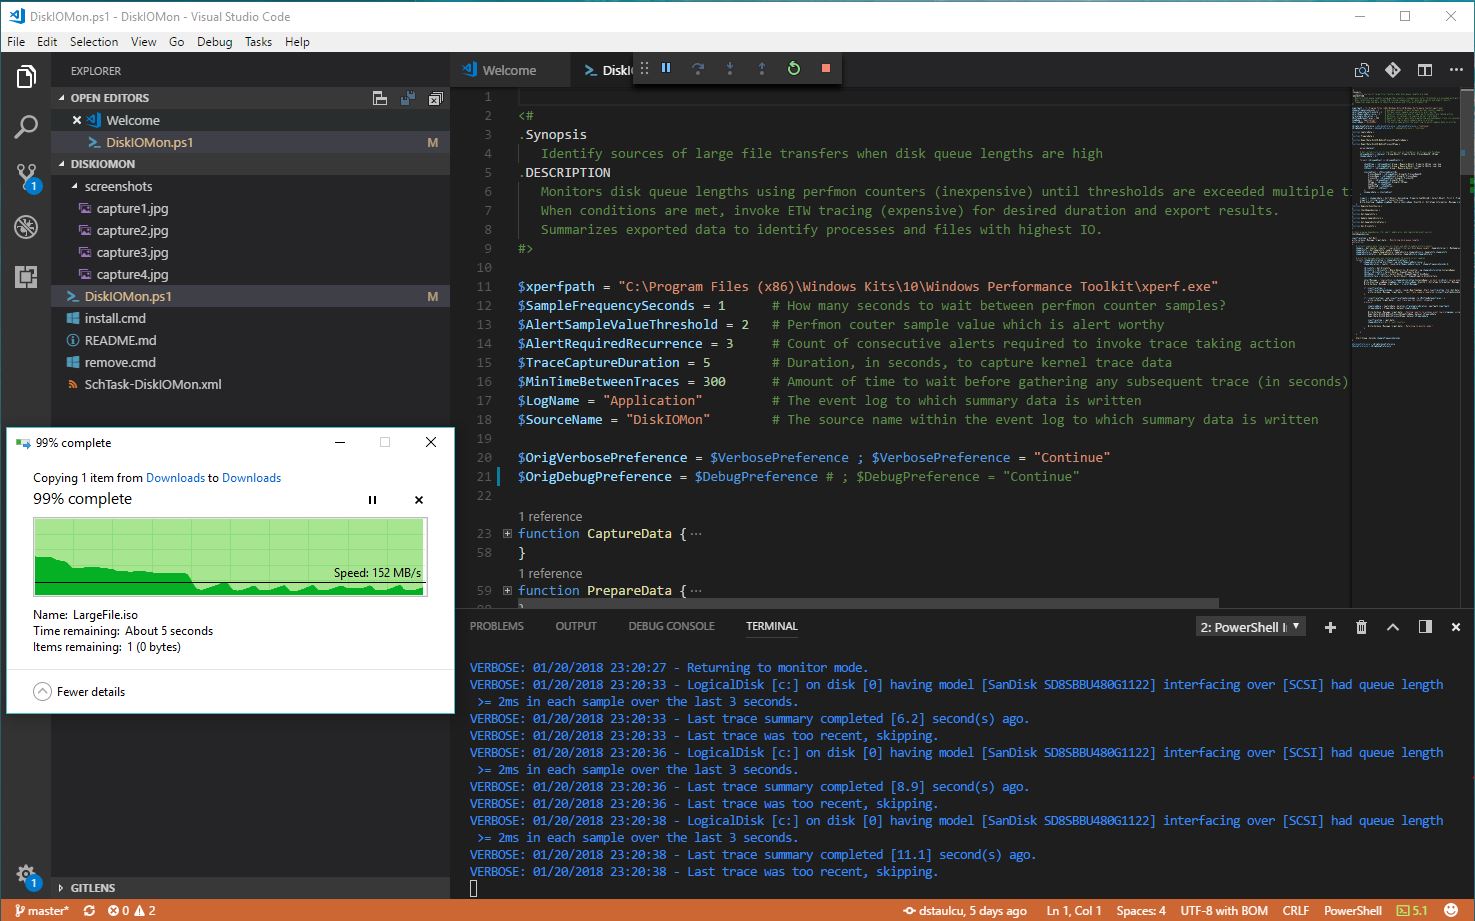 DiskIOMon.ps1 - DiskIOMon - Visual Studio Code
File Edit Selection View Go Debug Tasks Help
EXPLORER
OPEN EDITORS
Welcome
DiskIOMon.ps1 M
DISKIOMON
screenshots
capture1.jpg
capture2.jpg
capture3.jpg
capture4.jpg
DiskIOMon.ps1 M
install.cmd
README.md
remove.cmd
SchTask-DiskIOMon.xml
1
99% complete
Copying 1 item from Downloads to Downloads
99% complete
Speed: 152 MB/s
Name: LargeFile.iso
Time remaining: About 5 seconds
Items remaining: 1 (0 bytes)
Fewer details
1
GITLENS
Welcome
1
2 <#
3 .Synopsis
4 Identify sources of large file transfers when disk queue lengths are high
5 .DESCRIPTION
6 Monitors disk queue lengths using perfmon counters (inexpensive) until thresholds are exceeded multiple
7 When conditions are met, invoke ETW tracing (expensive) for desired duration and export results.
8 Summarizes exported data to identify processes and files with highest IO.
9 #>
10
11 $xperfpath = "C:\Program Files (x86)\Windows Kits\10\Windows Performance Toolkit\xperf.exe"
12 $SampleFrequencySeconds = 1 # How many seconds to wait between perfmon counter samples?
13 $AlertSampleValueThreshold = 2 # Perfmon couter sample value which is alert worthy
14 $AlertRequiredRecurrence = 3 # Count of consecutive alerts required to invoke trace taking action
15 $TraceCaptureDuration = 5 # Duration, in seconds, to capture kernel trace data
16 $MinTimeBetweenTraces = 300 # Amount of time to wait before gathering any subsequent trace (in seconds)
17 $LogName = "Application" # The event log to which summary data is written
18 $SourceName = "DiskIOMon" # The source name within the event log to which summary data is written
19
20 $OrigVerbosePreference = $VerbosePreference ; $VerbosePreference = "Continue"
21 $OrigDebugPreference = $DebugPreference # ; $DebugPreference = "Continue"
22
1 reference
23 function CaptureData { ...
58 }
1 reference
59 function PrepareData { ...
PROBLEMS OUTPUT DEBUG CONSOLE TERMINAL 2: PowerShell
VERBOSE: 01/20/2018 23:20:27 - Returning to monitor mode.
VERBOSE: 01/20/2018 23:20:33 - LogicalDisk [c:] on disk [0] having model [SanDisk SD8SBBU480G1122] interfacing over [SCSI] had queue length
>= 2ms in each sample over the last 3 seconds.
VERBOSE: 01/20/2018 23:20:33 - Last trace summary completed [6.2] second(s) ago.
VERBOSE: 01/20/2018 23:20:33 - Last trace was too recent, skipping.
VERBOSE: 01/20/2018 23:20:36 - LogicalDisk [c:] on disk [0] having model [SanDisk SD8SBBU480G1122] interfacing over [SCSI] had queue length
>= 2ms in each sample over the last 3 seconds.
VERBOSE: 01/20/2018 23:20:36 - Last trace summary completed [8.9] second(s) ago.
VERBOSE: 01/20/2018 23:20:36 - Last trace was too recent, skipping.
VERBOSE: 01/20/2018 23:20:38 - LogicalDisk [c:] on disk [0] having model [SanDisk SD8SBBU480G1122] interfacing over [SCSI] had queue length
>= 2ms in each sample over the last 3 seconds.
VERBOSE: 01/20/2018 23:20:38 - Last trace summary completed [11.1] second(s) ago.
VERBOSE: 01/20/2018 23:20:38 - Last trace was too recent, skipping.
master* 0 2 dstaulcu, 5 days ago Ln 1, Col 1 Spaces: 4 UTF-8 with BOM CRLF PowerShell 5.1